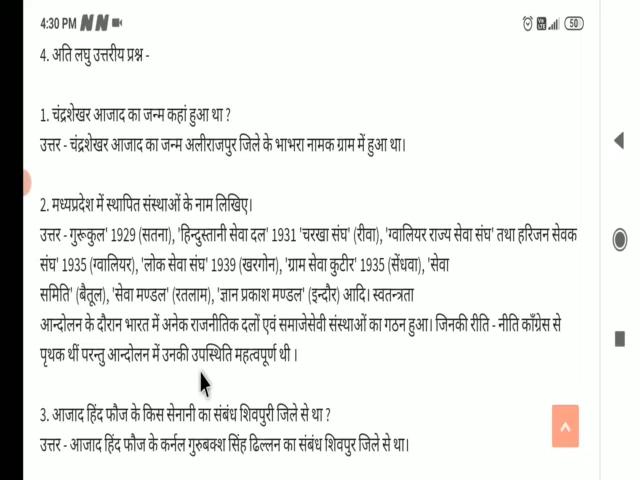 4:30 PM
50
4. अति लघु उत्तरीय प्रश्न -
1. चंद्रशेखर आजाद का जन्म कहां हुआ था ?
उत्तर - चंद्रशेखर आजाद का जन्म अलीराजपुर जिले के भाभरा नामक ग्राम में हुआ था।
2. मध्यप्रदेश में स्थापित संस्थाओं के नाम लिखिए।
उत्तर - गुरूकुल' 1929 (सतना), 'हिन्दुस्तानी सेवा दल' 1931 'चरखा संघ' (रीवा), 'ग्वालियर राज्य सेवा संघ' तथा हरिजन सेवक
संघ' 1935 (ग्वालियर), 'लोक सेवा संघ' 1939 (खरगोन), 'ग्राम सेवा कुटीर' 1935 (सेंधवा), 'सेवा
समिति' (बैतूल), 'सेवा मण्डल' (रतलाम), 'ज्ञान प्रकाश मण्डल' (इन्दौर) आदि। स्वतन्त्रता
आन्दोलन के दौरान भारत में अनेक राजनीतिक दलों एवं समाजेसेवी संस्थाओं का गठन हुआ। जिनकी रीति - नीति काँग्रेस से
पृथक थीं परन्तु आन्दोलन में उनकी उपस्थिति महत्वपूर्ण थी ।
3. आजाद हिंद फौज के किस सेनानी का संबंध शिवपुरी जिले से था ?
उत्तर - आजाद हिंद फौज के कर्नल गुरुबक्श सिंह ढिल्लन का संबंध शिवपुर जिले से था।